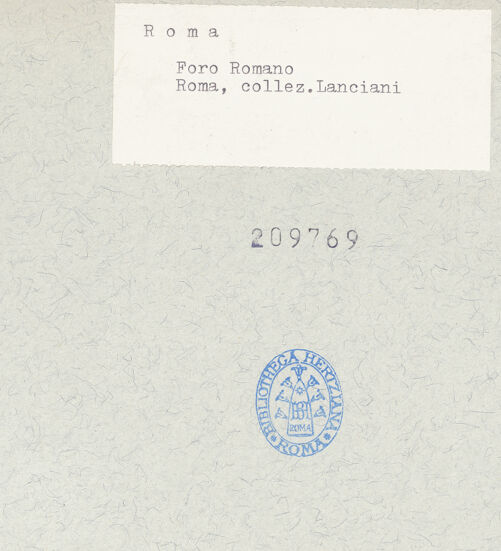 R o m a
Foro Romano
Roma, collez.Lanciani
209769
BIBLIOTHECA HERTZIANA
ROMA
ROMA